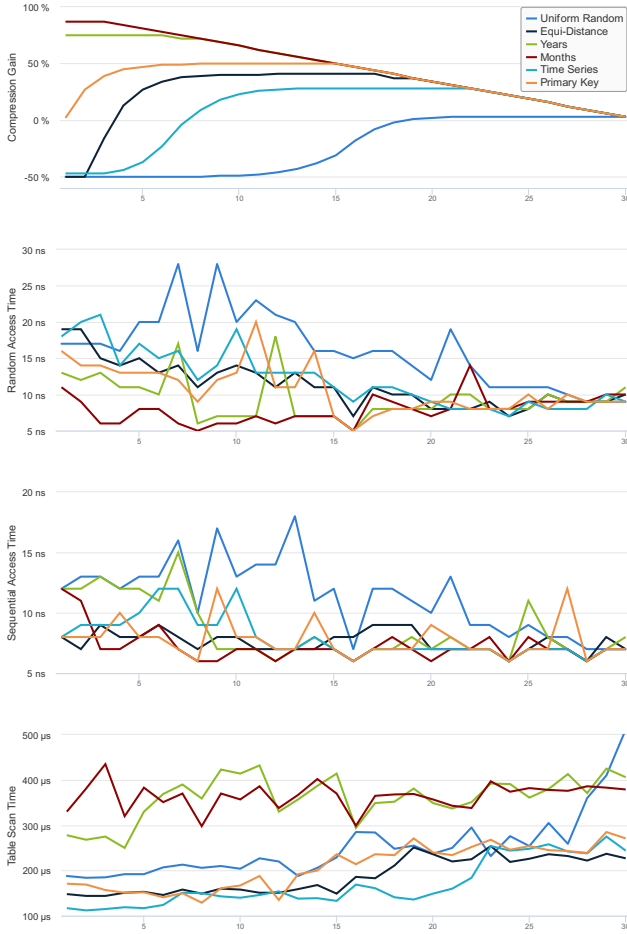 100 %
50 %
0 %
-50 %
Compression Gain
Uniform Random
Equi-Distance
Years
Months
Time Series
Primary Key
5 10 15 20 25 30
30 ns
25 ns
20 ns
15 ns
10 ns
5 ns
Random Access Time
5 10 15 20 25 30
20 ns
15 ns
10 ns
5 ns
Sequential Access Time
5 10 15 20 25 30
500 µs
400 µs
300 µs
200 µs
100 µs
Table Scan Time
5 10 15 20 25 30